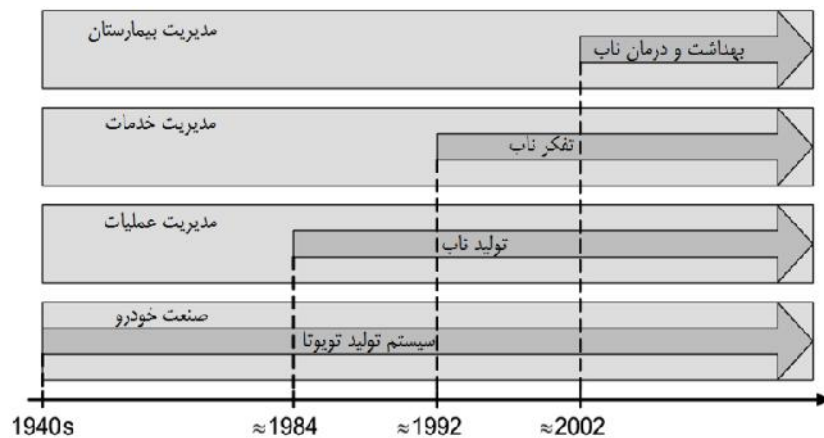 مدیریت بیمارستان
بهداشت و درمان ناب
مدیریت خدمات
تفکر ناب
مدیریت عملیات
تولید ناب
صنعت خودرو
سیستم تولید تویوتا
1940s ≈1984 ≈1992 ≈2002